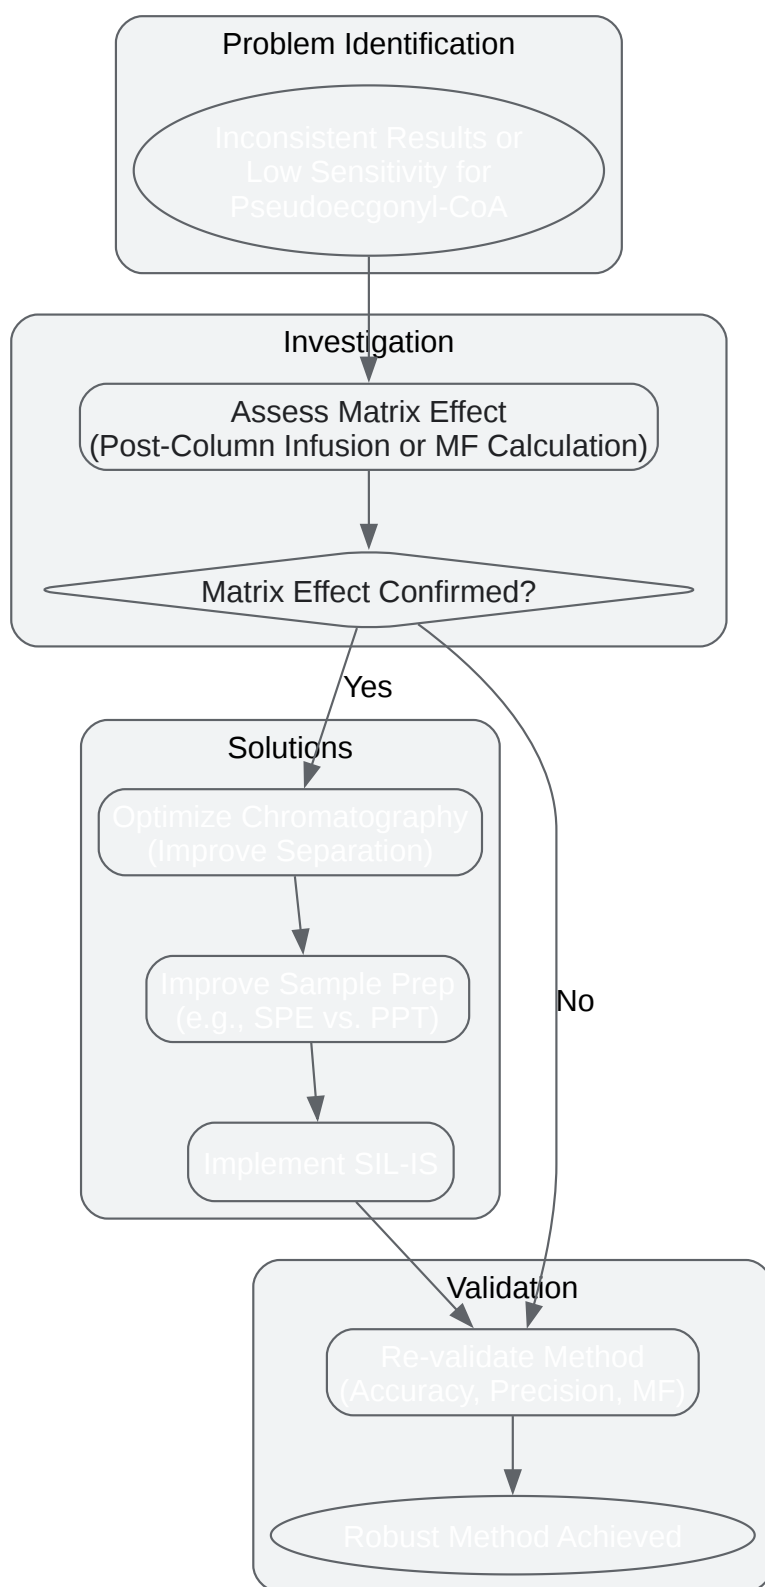 Problem Identification
Inconsistent Results or
Low Sensitivity for
Pseudoecgonyl-CoA
Investigation
Assess Matrix Effect
(Post-Column Infusion or MF Calculation)
Matrix Effect Confirmed?
Yes
Solutions
Optimize Chromatography
(Improve Separation)
Improve Sample Prep
(e.g., SPE vs. PPT)
No
Implement SIL-IS
Validation
Re-validate Method
(Accuracy, Precision, MF)
Robust Method Achieved